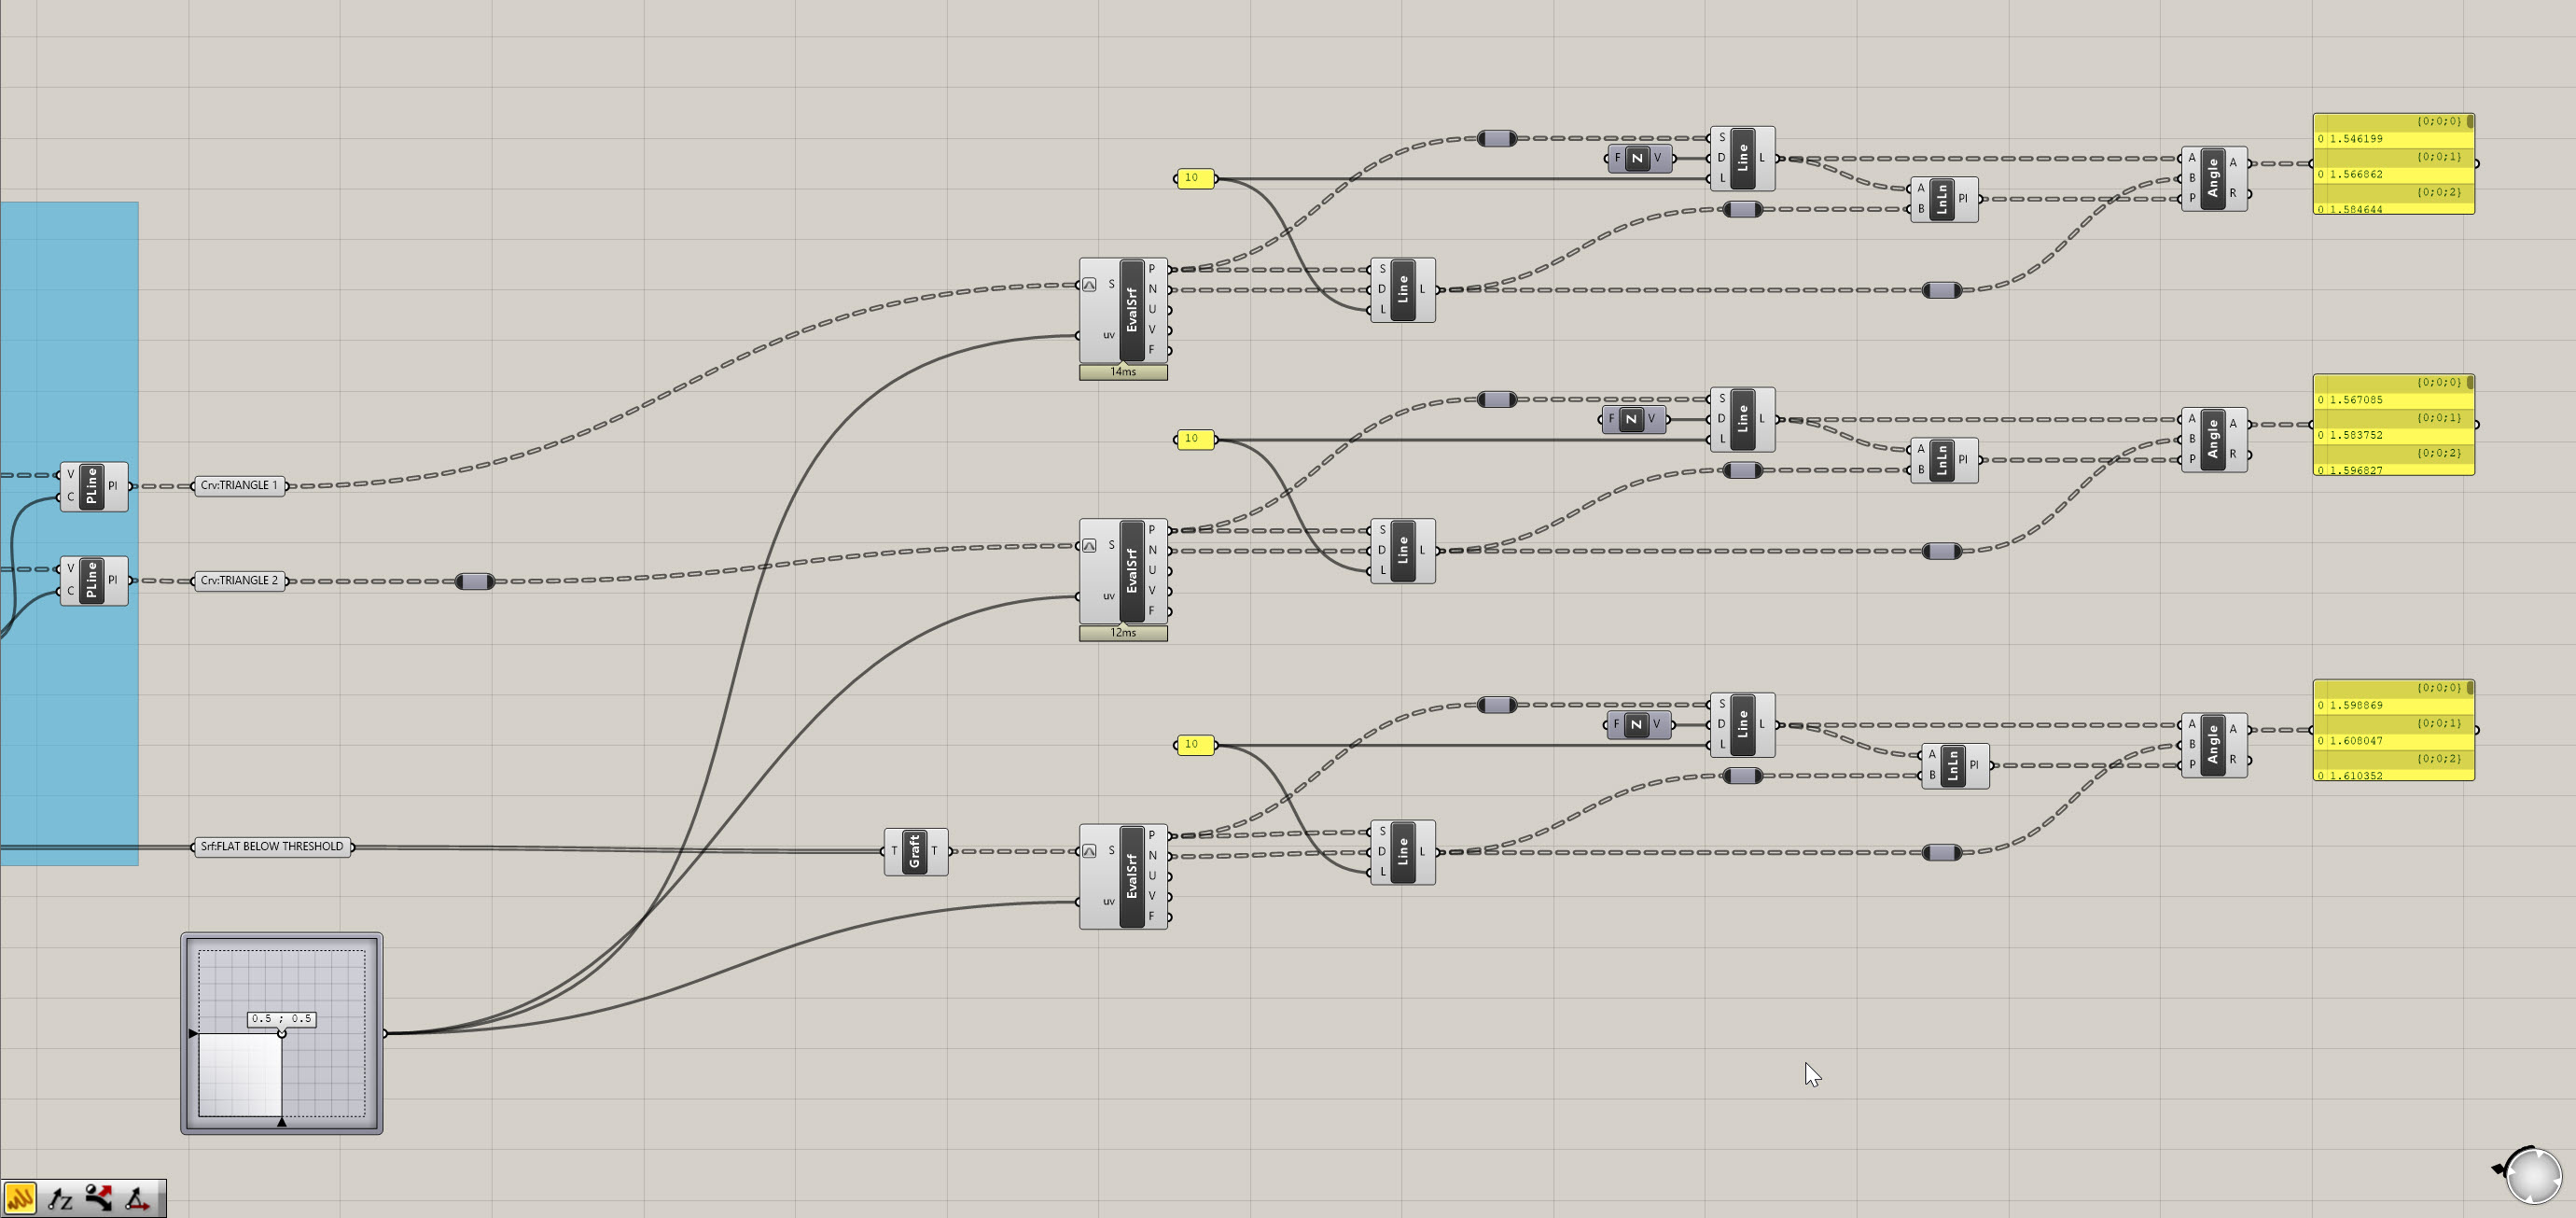 S
D
L
Line
L
F
Z
V
10
A
B
LnLn
PI
A
B
P
Angle
A
R
{0;0;0}
0 1.546199
{0;0;1}
0 1.566862
{0;0;2}
0 1.584644
S
uv
EvalSrf
P
N
U
V
F
14ms
S
D
L
Line
L
V
C
PLine
Pl
Crv:TRIANGLE 1
S
D
L
Line
L
F
Z
V
10
A
B
LnLn
PI
A
B
P
Angle
A
R
{0;0;0}
0 1.567085
{0;0;1}
0 1.583752
{0;0;2}
0 1.596827
V
C
PLine
Pl
Crv:TRIANGLE 2
S
uv
EvalSrf
P
N
U
V
F
12ms
S
D
L
Line
L
S
D
L
Line
L
F
Z
V
10
A
B
LnLn
PI
A
B
P
Angle
A
R
{0;0;0}
0 1.598869
{0;0;1}
0 1.608047
{0;0;2}
0 1.610352
Srf:FLAT BELOW THRESHOLD
T
Graft
T
S
uv
EvalSrf
P
N
U
V
F
S
D
L
Line
L
0.5 ; 0.5
Z